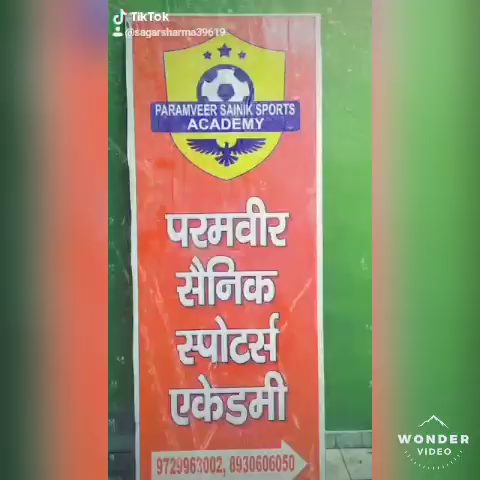 TikTok
@sagarsharma39619
PARAMVEER SAINIK SPORTS
ACADEMY
परमवीर
सैनिक
स्पोटर्स
एकेडमी
9729963002, 8930606050
WONDER
VIDEO